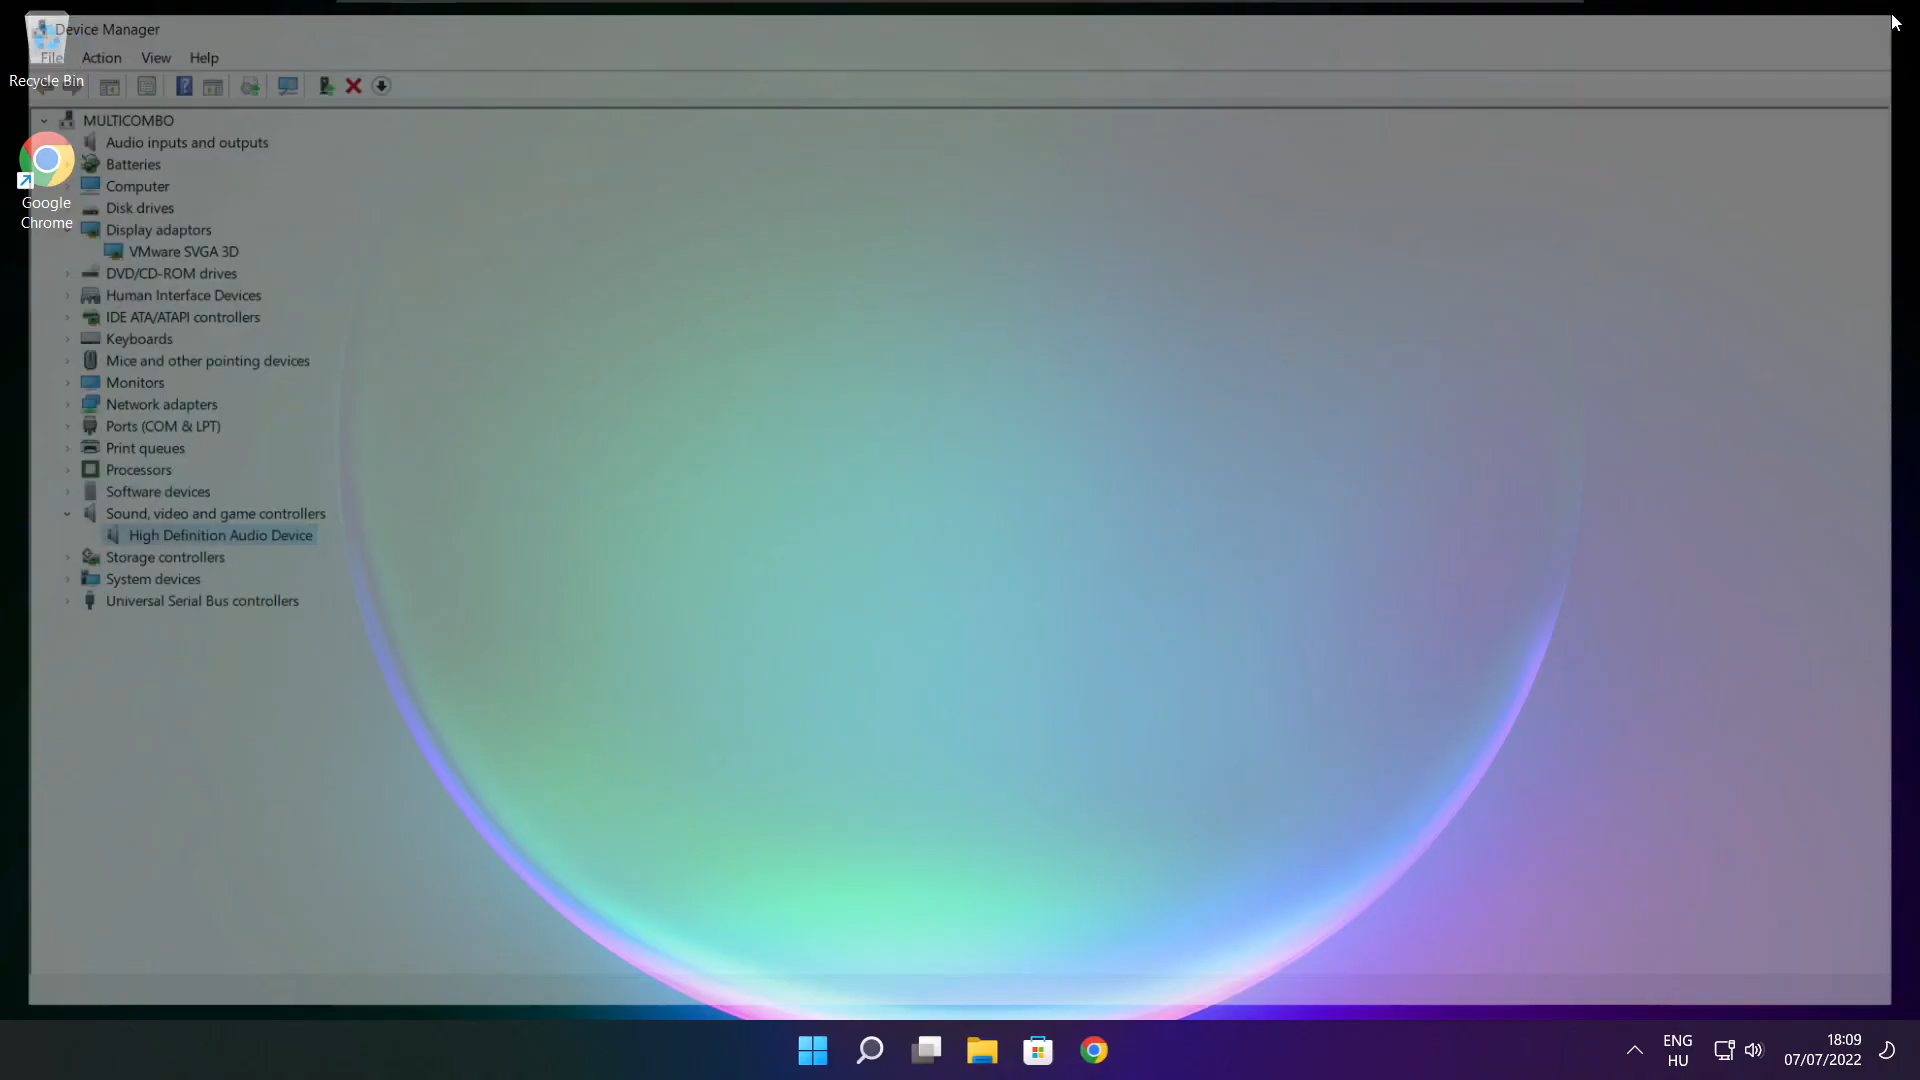 Device Manager
File Action View Help
Recycle Bin
MULTICOMBO
Audio inputs and outputs
Batteries
Computer
Google
Chrome
Disk drives
Display adaptors
VMware SVGA 3D
DVD/CD-ROM drives
Human Interface Devices
IDE ATA/ATAPI controllers
Keyboards
Mice and other pointing devices
Monitors
Network adapters
Ports (COM & LPT)
Print queues
Processors
Software devices
Sound, video and game controllers
High Definition Audio Device
Storage controllers
System devices
Universal Serial Bus controllers
ENG
HU
18:09
07/07/2022